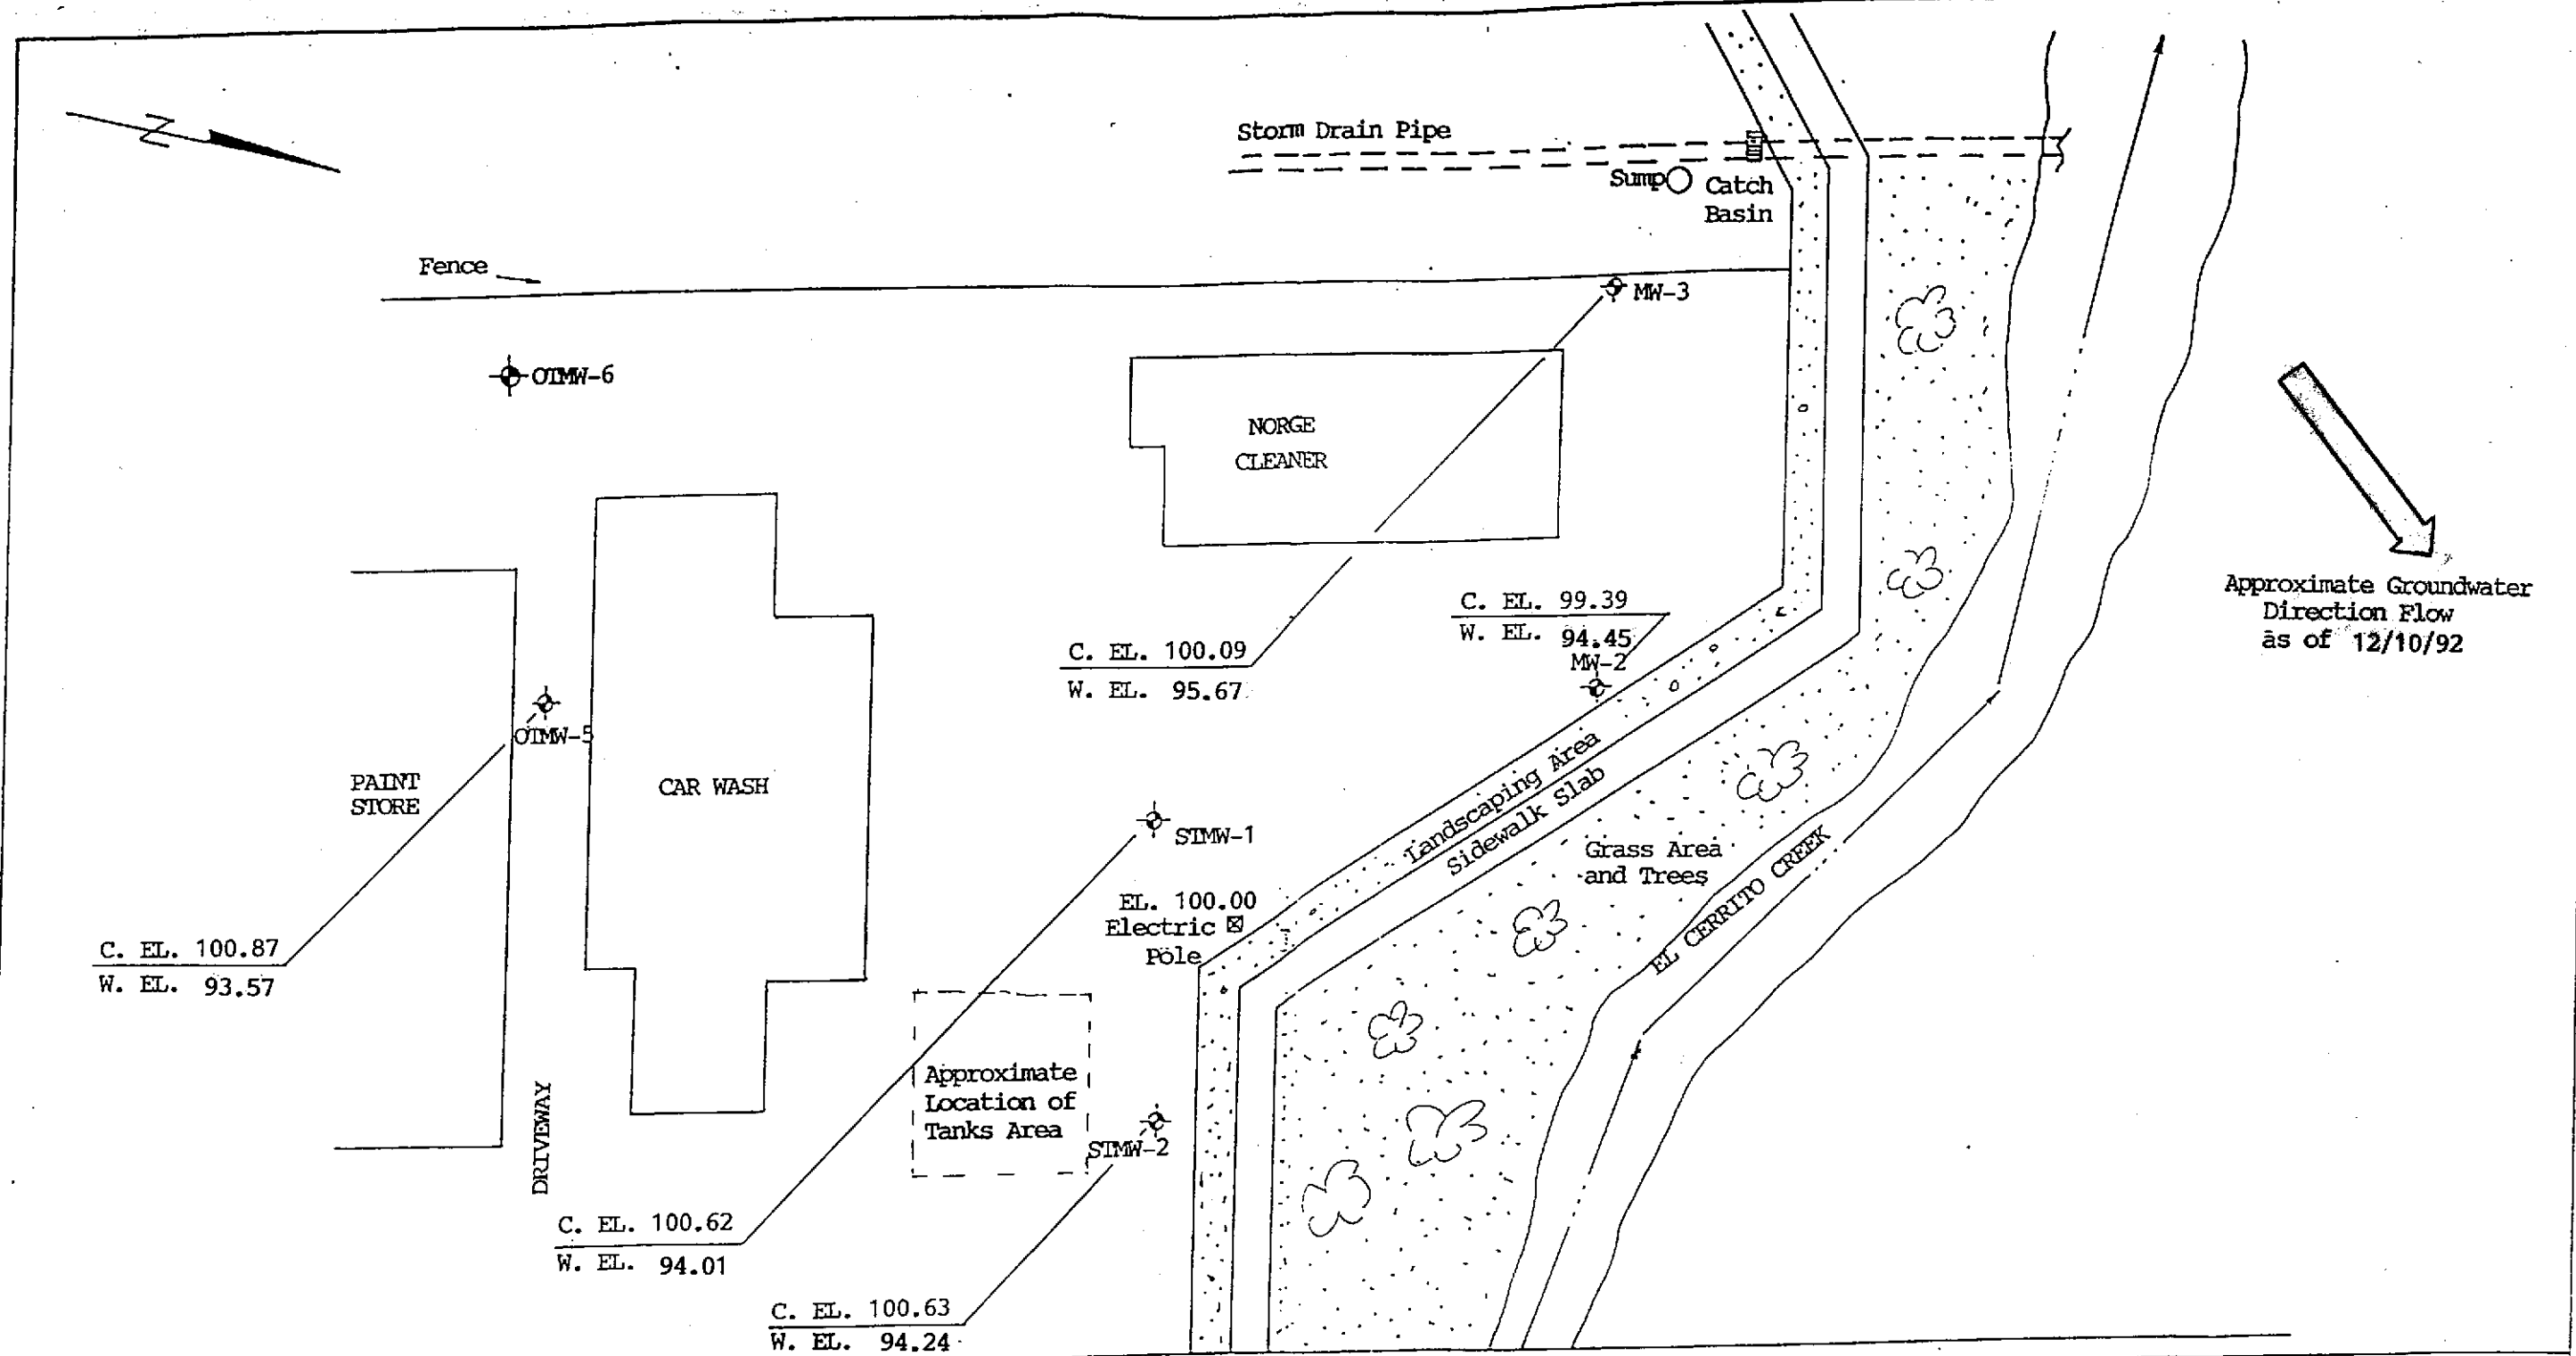 N
Storm Drain Pipe
Sump
Catch
Basin
Fence
MW-3
OTMW-6
NORGE
CLEANER
Approximate Groundwater
Direction Flow
as of 12/10/92
C. EL. 99.39
W. EL. 94.45
MW-2
C. EL. 100.09
W. EL. 95.67
OTMW-5
PAINT
STORE
CAR WASH
STMW-1
Landscaping Area
Sidewalk Slab
Grass Area
and Trees
EL CERRITO CREEK
EL. 100.00
Electric
Pole
C. EL. 100.87
W. EL. 93.57
Approximate
Location of
Tanks Area
STMW-2
DRIVEWAY
C. EL. 100.62
W. EL. 94.01
C. EL. 100.63
W. EL. 94.24